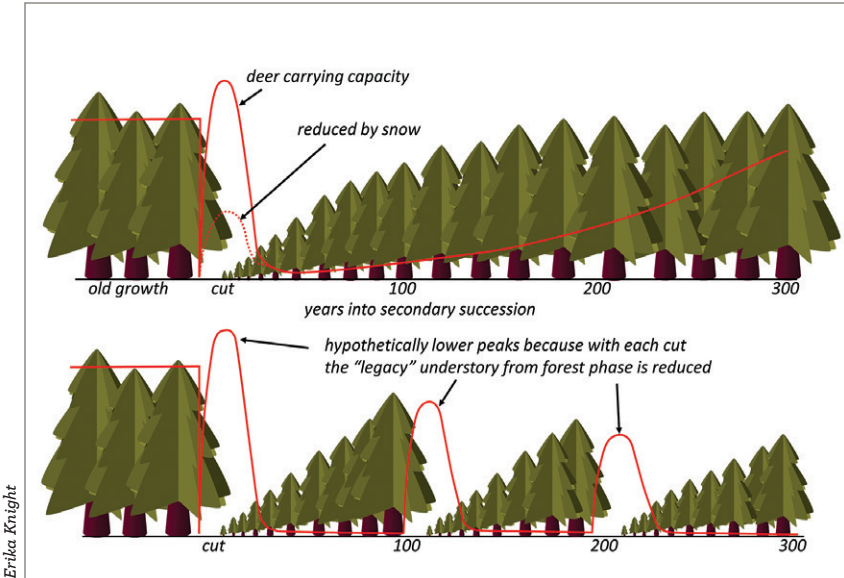 deer carrying capacity
reduced by snow
old growth
cut
100
200
300
years into secondary succession
hypothetically lower peaks because with each cut
the “legacy” understory from forest phase is reduced
cut
100
200
300
Erika Knight